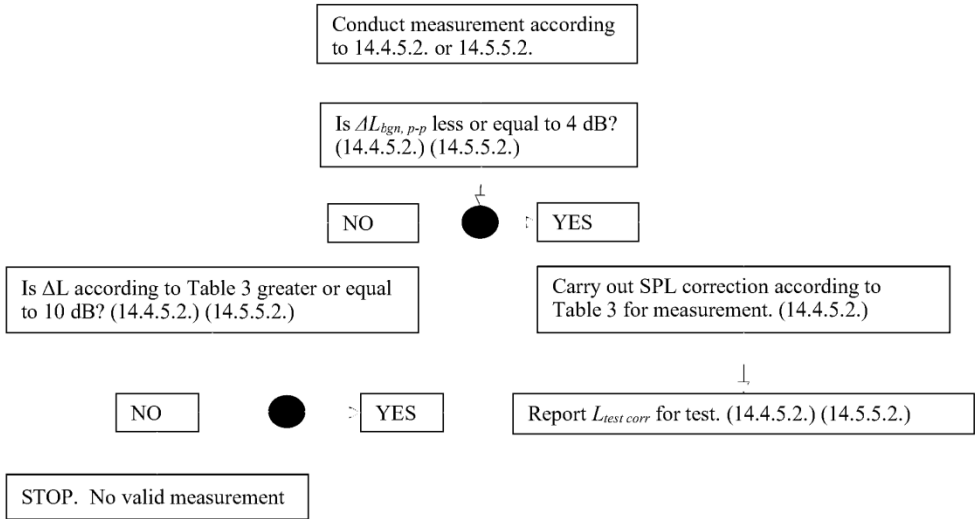 Conduct measurement according
to 14.4.5.2. or 14.5.5.2.
Is ΔLbgn, p-p less or equal to 4 dB?
(14.4.5.2.) (14.5.5.2.)
NO
YES
Is ΔL according to Table 3 greater or equal
to 10 dB? (14.4.5.2.) (14.5.5.2.)
Carry out SPL correction according to
Table 3 for measurement. (14.4.5.2.)
NO
YES
Report Ltest corr for test. (14.4.5.2.) (14.5.5.2.)
STOP. No valid measurement